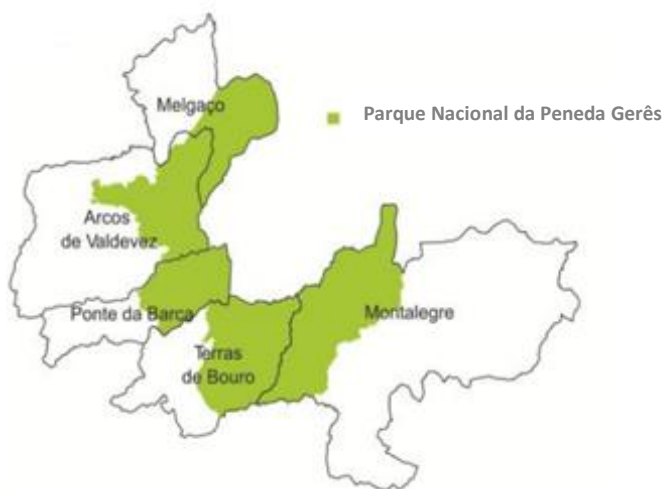 Melgaço
Parque Nacional da Peneda Gerês
Arcos
de Valdevez
Ponte da Barca
Montalegre
Terras
de Bouro